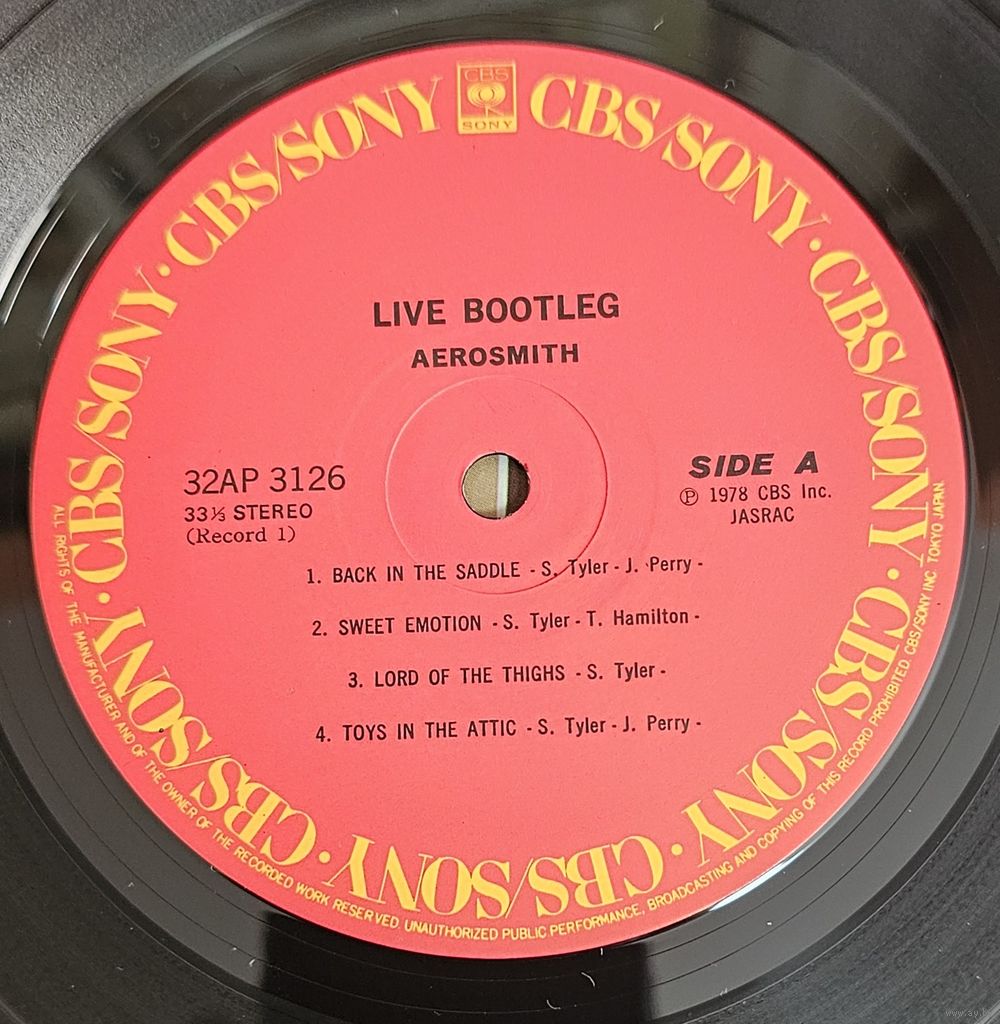 CBS
SONY
CBS/SONY · CBS/SONY · CBS/SONY · CBS/SONY · CBS/SONY · CBS/SONY · CBS/SONY · CBS/SONY
LIVE BOOTLEG
AEROSMITH
32AP 3126
33⅓ STEREO
(Record 1)
SIDE A
Ⓟ 1978 CBS Inc.
JASRAC
1. BACK IN THE SADDLE - S. Tyler - J. Perry -
2. SWEET EMOTION - S. Tyler - T. Hamilton -
3. LORD OF THE THIGHS - S. Tyler -
4. TOYS IN THE ATTIC - S. Tyler - J. Perry -
ALL RIGHTS OF THE MANUFACTURER AND OF THE OWNER OF THE RECORDED WORK RESERVED. UNAUTHORIZED PUBLIC PERFORMANCE, BROADCASTING AND COPYING OF THIS RECORD PROHIBITED. CBS/SONY INC. TOKYO JAPAN.